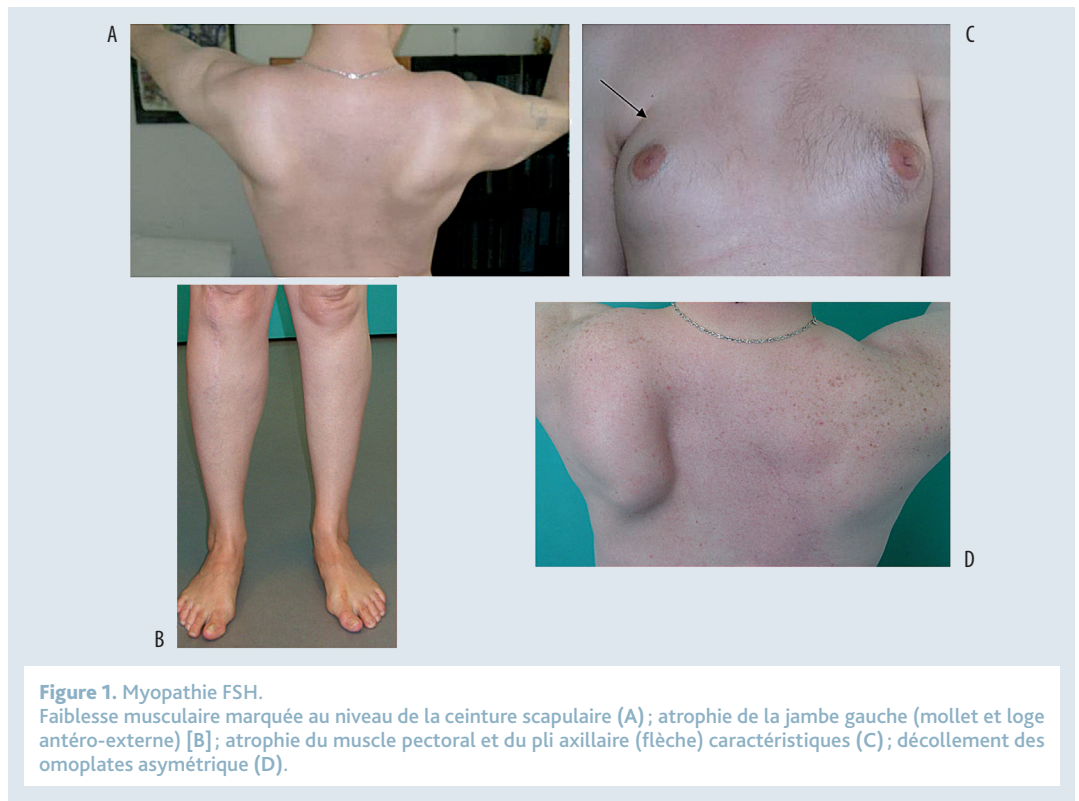 A
C
B
D
Figure 1. Myopathie FSH.
Faiblesse musculaire marquée au niveau de la ceinture scapulaire (A) ; atrophie de la jambe gauche (mollet et loge
antéro-externe) [B] ; atrophie du muscle pectoral et du pli axillaire (flèche) caractéristiques (C) ; décollement des
omoplates asymétrique (D).